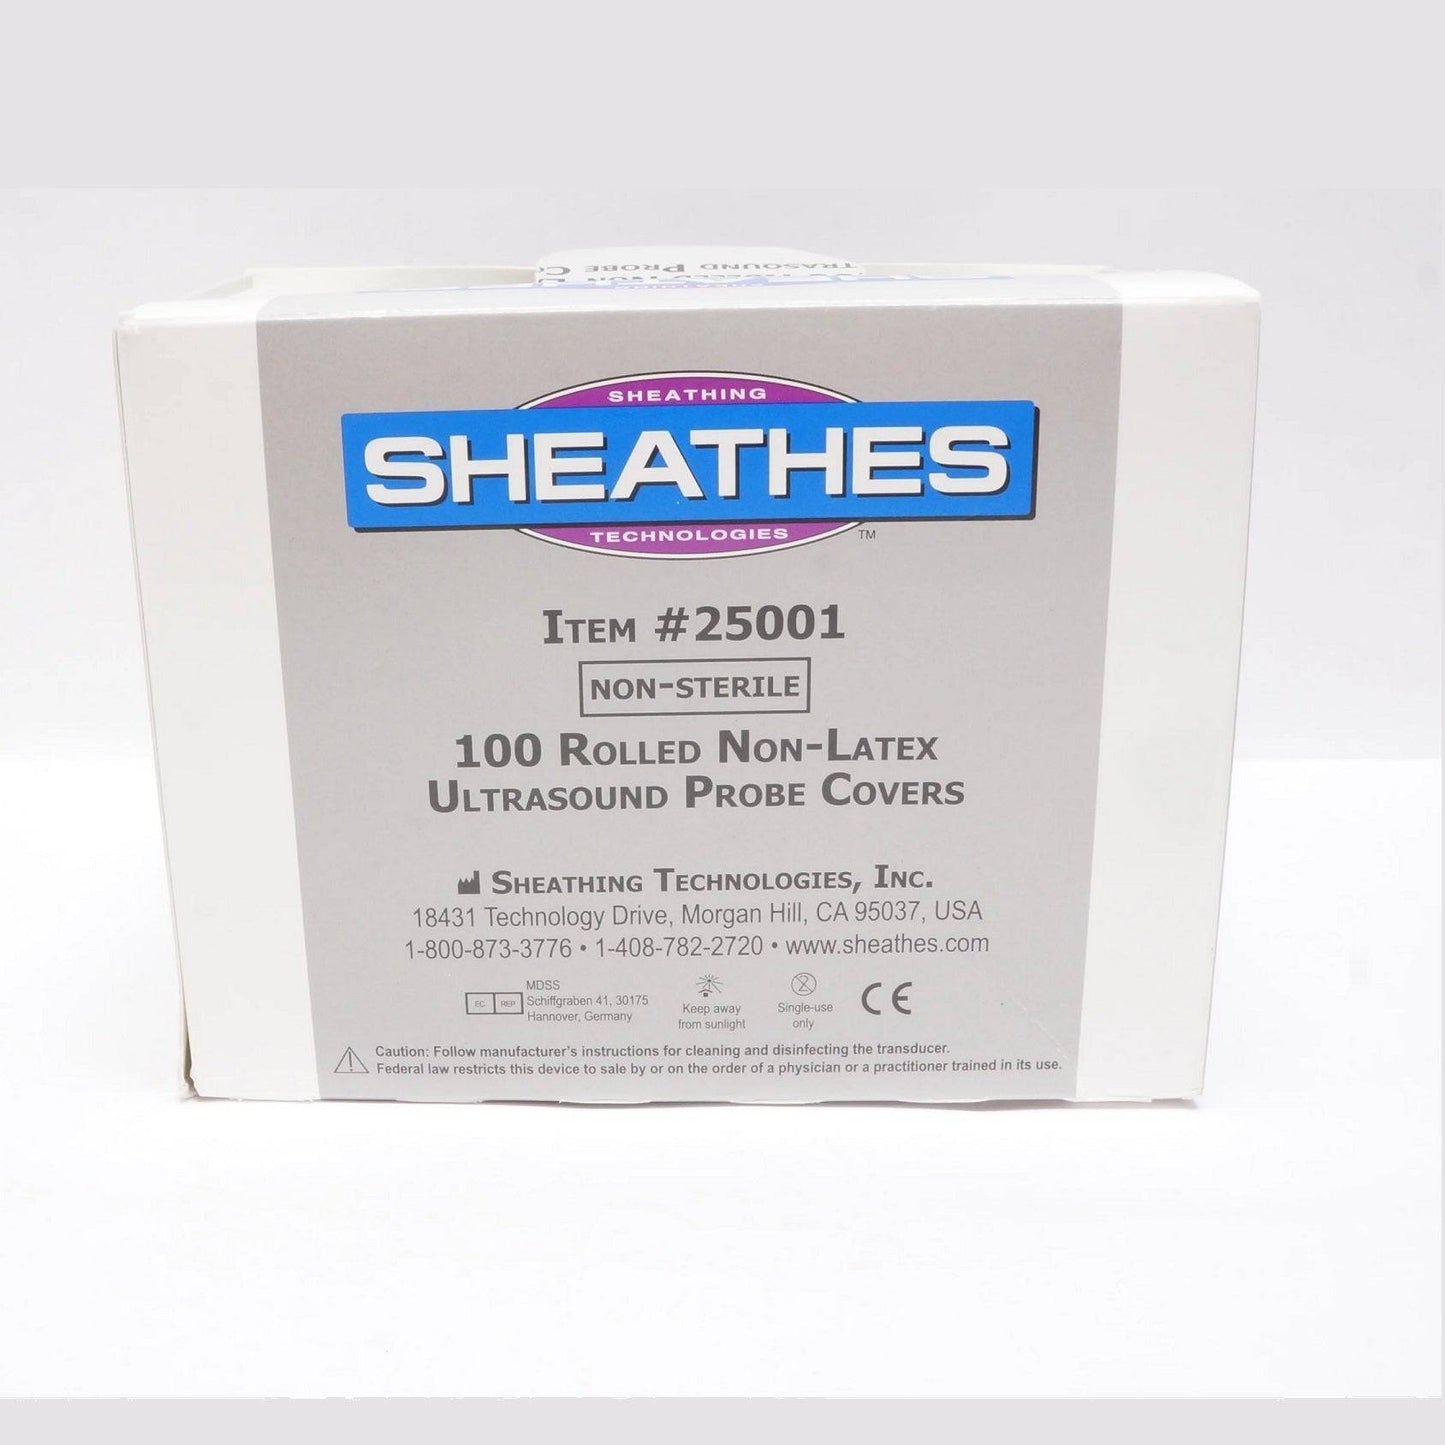 TRASOUND PROBE CO
SHEATHING
SHEATHES
TECHNOLOGIES
TM
ITEM #25001
NON-STERILE
100 ROLLED NON-LATEX
ULTRASOUND PROBE COVERS
SHEATHING TECHNOLOGIES, INC.
18431 Technology Drive, Morgan Hill, CA 95037, USA
1-800-873-3776 • 1-408-782-2720 • www.sheathes.com
EC REP
MDSS
Schiffgraben 41, 30175
Hannover, Germany
Keep away
from sunlight
2
Single-use
only
CE
! Caution: Follow manufacturer's instructions for cleaning and disinfecting the transducer.
Federal law restricts this device to sale by or on the order of a physician or a practitioner trained in its use.